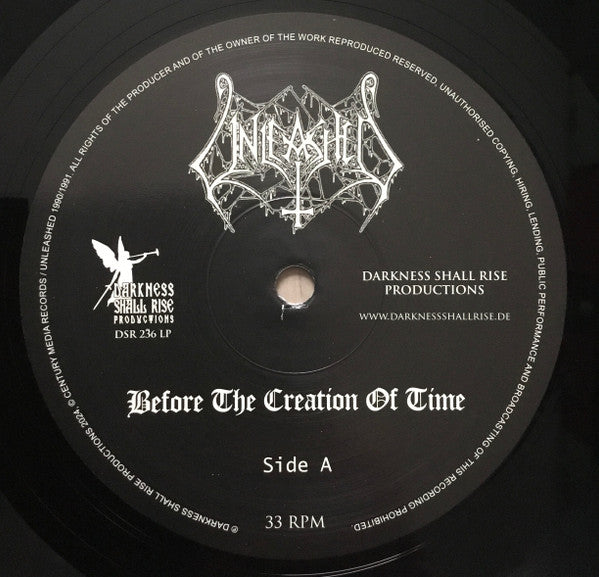 UNLEASHED
DARKNESS
SHALL RISE
PRODUCTIONS
DSR 236 LP
DARKNESS SHALL RISE
PRODUCTIONS
WWW.DARKNESSSHALLRISE.DE
Before The Creation Of Time
Side A
33 RPM
℗ DARKNESS SHALL RISE PRODUCTIONS 2024 © CENTURY MEDIA RECORDS / UNLEASHED 1990/1991. ALL RIGHTS OF THE PRODUCER AND OF THE OWNER OF THE WORK REPRODUCED RESERVED. UNAUTHORISED COPYING, HIRING, LENDING, PUBLIC PERFORMANCE AND BROADCASTING OF THIS RECORDING PROHIBITED.